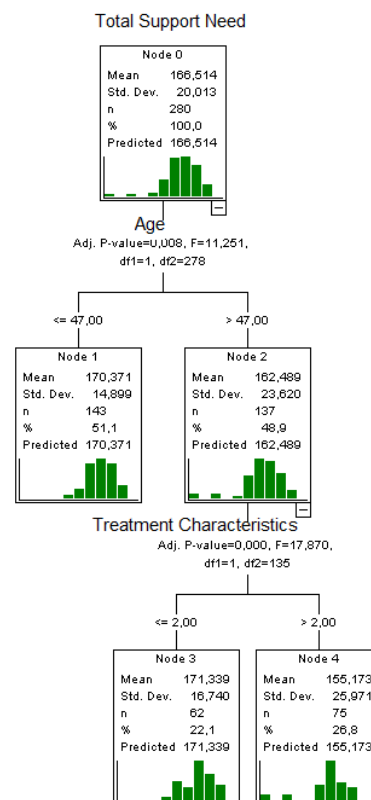 Total Support Need
Node 0
Mean 166,514
Std. Dev. 20,013
n 280
% 100,0
Predicted 166,514
Age
Adj. P-value=0,008, F=11,251,
df1=1, df2=278
<= 47,00
> 47,00
Node 1
Mean 170,371
Std. Dev. 14,899
n 143
% 51,1
Predicted 170,371
Node 2
Mean 162,489
Std. Dev. 23,620
n 137
% 48,9
Predicted 162,489
Treatment Characteristics
Adj. P-value=0,000, F=17,870,
df1=1, df2=135
<= 2,00
> 2,00
Node 3
Mean 171,339
Std. Dev. 16,740
n 62
% 22,1
Predicted 171,339
Node 4
Mean 155,173
Std. Dev. 25,971
n 75
% 26,8
Predicted 155,173